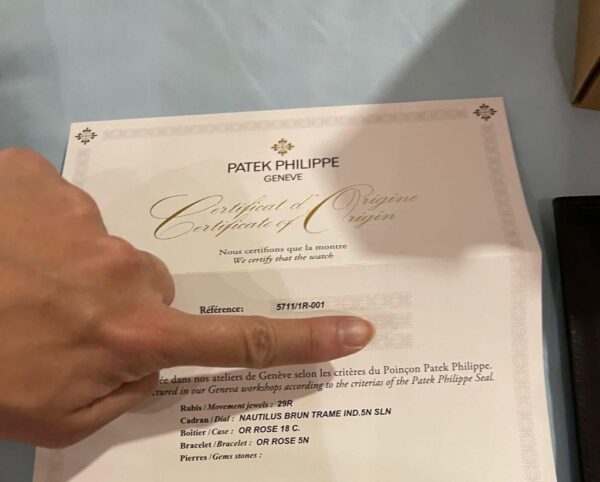 PATEK PHILIPPE
GENEVE
Certificat d'Origine
Certificate of Origin
Nous certifions que la montre
We certify that the watch
Référence: 5711/1R-001
ée dans nos ateliers de Genève selon les critères du Poinçon Patek Philippe.
ctured in our Geneva workshops according to the criterias of the Patek Philippe Seal.
Rubis / Movement jewels : 29R
Cadran / Dial : NAUTILUS BRUN TRAME IND.5N SLN
Boîtier / Case : OR ROSE 18 C.
Bracelet / Bracelet : OR ROSE 5N
Pierres / Gems stones :